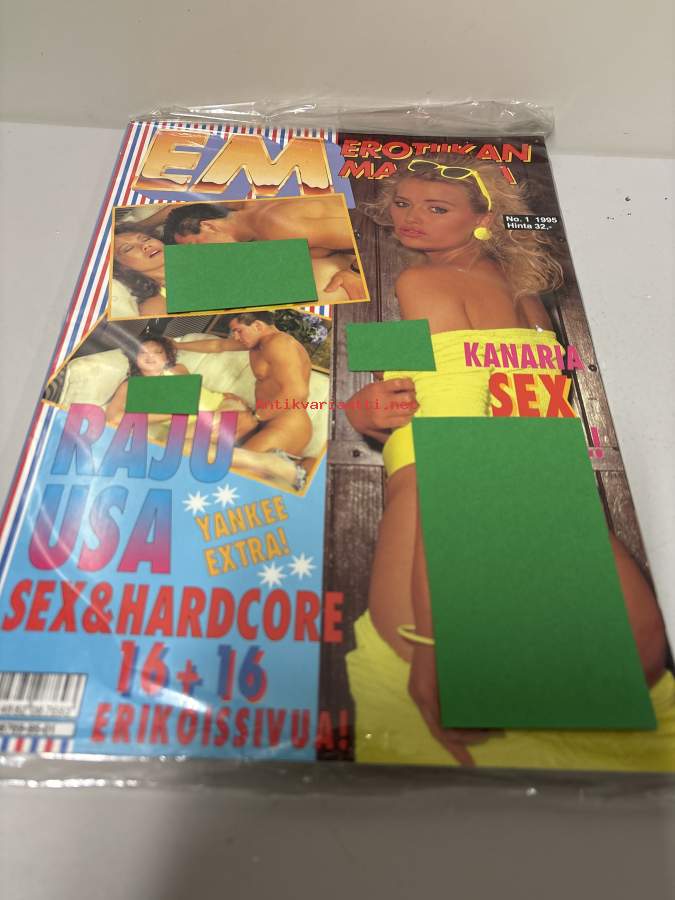 EM
EROTIIKAN
No. 1 1995
Hinta 32,-
KANARIA
SEX
antikvariaatti.net
RAJU
USA
YANKEE
EXTRA!
SEX&HARDCORE
16 + 16
ERIKOISSIVUA!